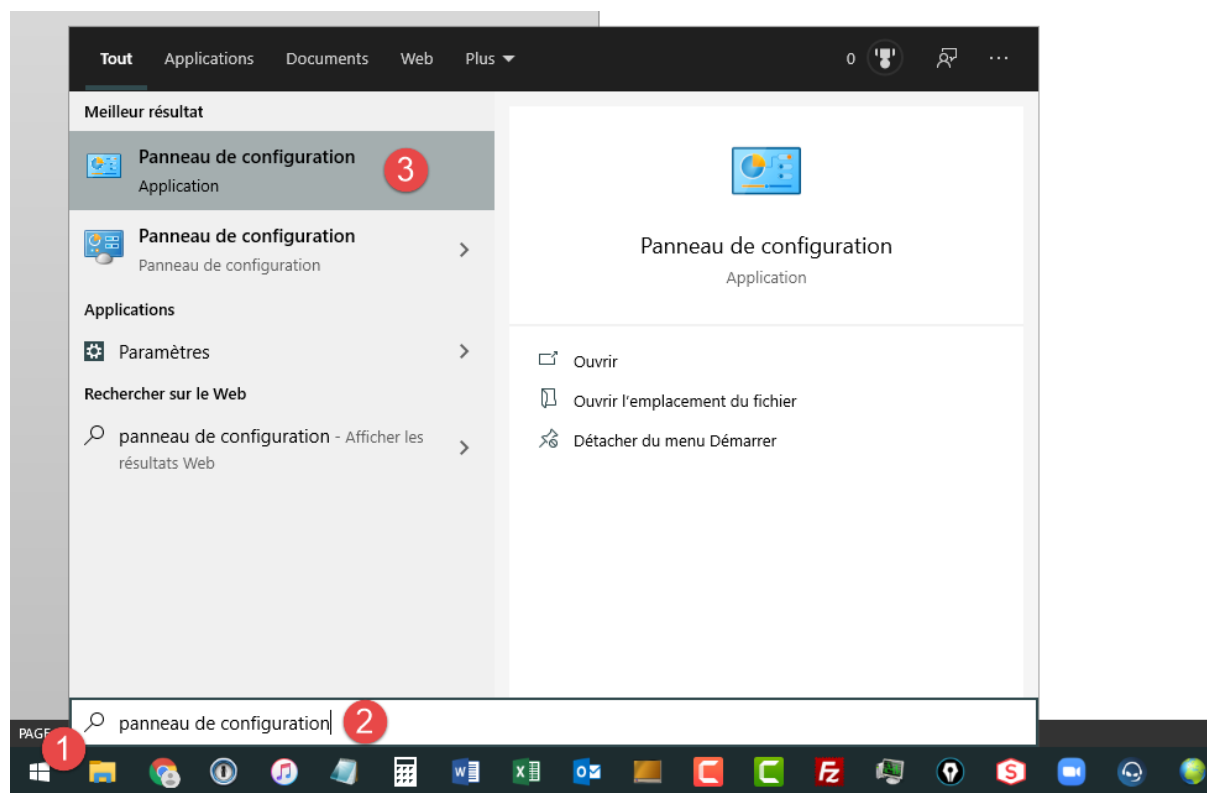 Tout Applications Documents Web Plus 0 ...
Meilleur résultat
Panneau de configuration
Application
3
Panneau de configuration
Panneau de configuration
Applications
Paramètres
Rechercher sur le Web
panneau de configuration - Afficher les
résultats Web
Panneau de configuration
Application
Ouvrir
Ouvrir l'emplacement du fichier
Détacher du menu Démarrer
panneau de configuration 2
PAGE
1
W X O C C FZ S